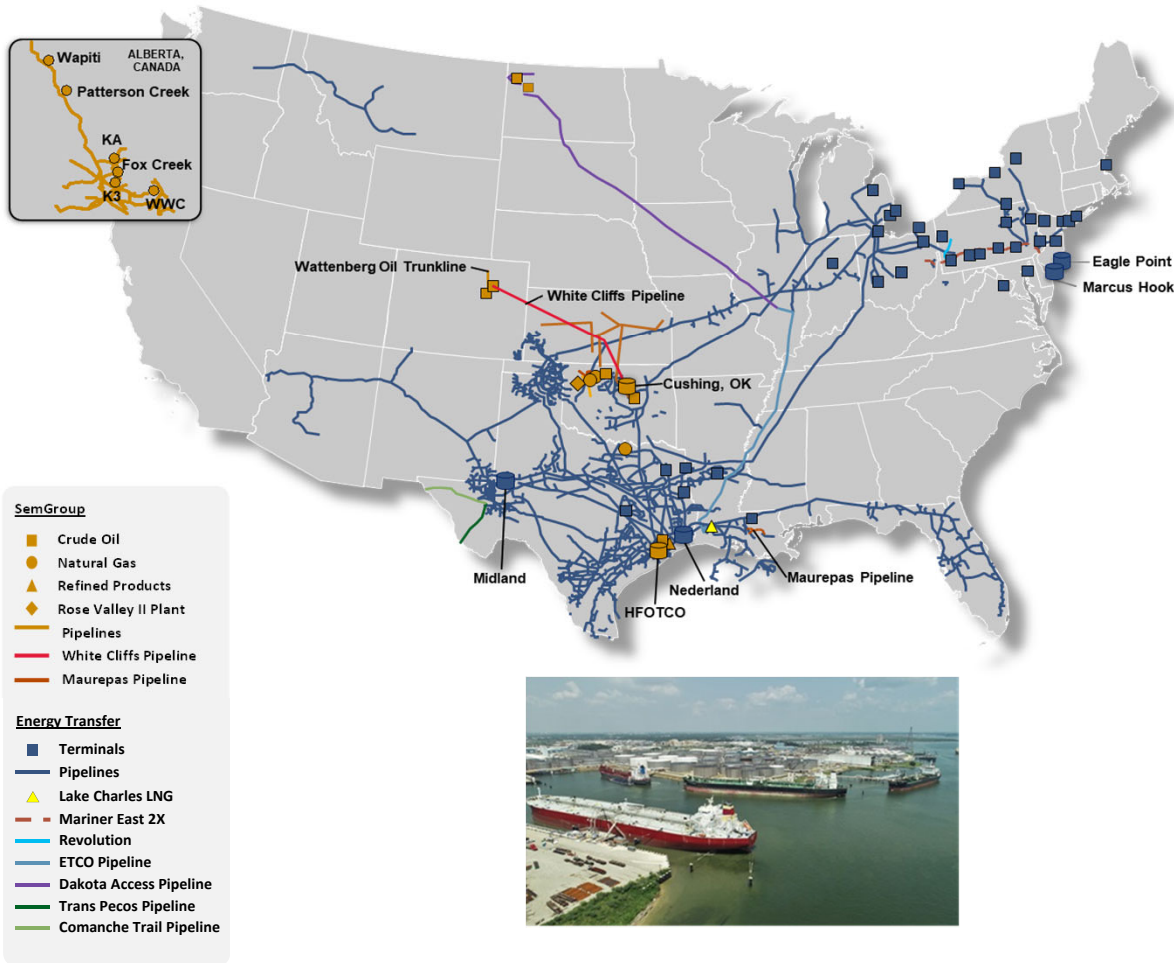 ALBERTA,
CANADA
Wapiti
Patterson Creek
KA
Fox Creek
K3
WWC
Wattenberg Oil Trunkline
White Cliffs Pipeline
Eagle Point
Marcus Hook
Cushing, OK
Midland
Nederland
Maurepas Pipeline
HFOTCO
SemGroup
Crude Oil
Natural Gas
Refined Products
Rose Valley II Plant
Pipelines
White Cliffs Pipeline
Maurepas Pipeline
Energy Transfer
Terminals
Pipelines
Lake Charles LNG
Mariner East 2X
Revolution
ETCO Pipeline
Dakota Access Pipeline
Trans Pecos Pipeline
Comanche Trail Pipeline